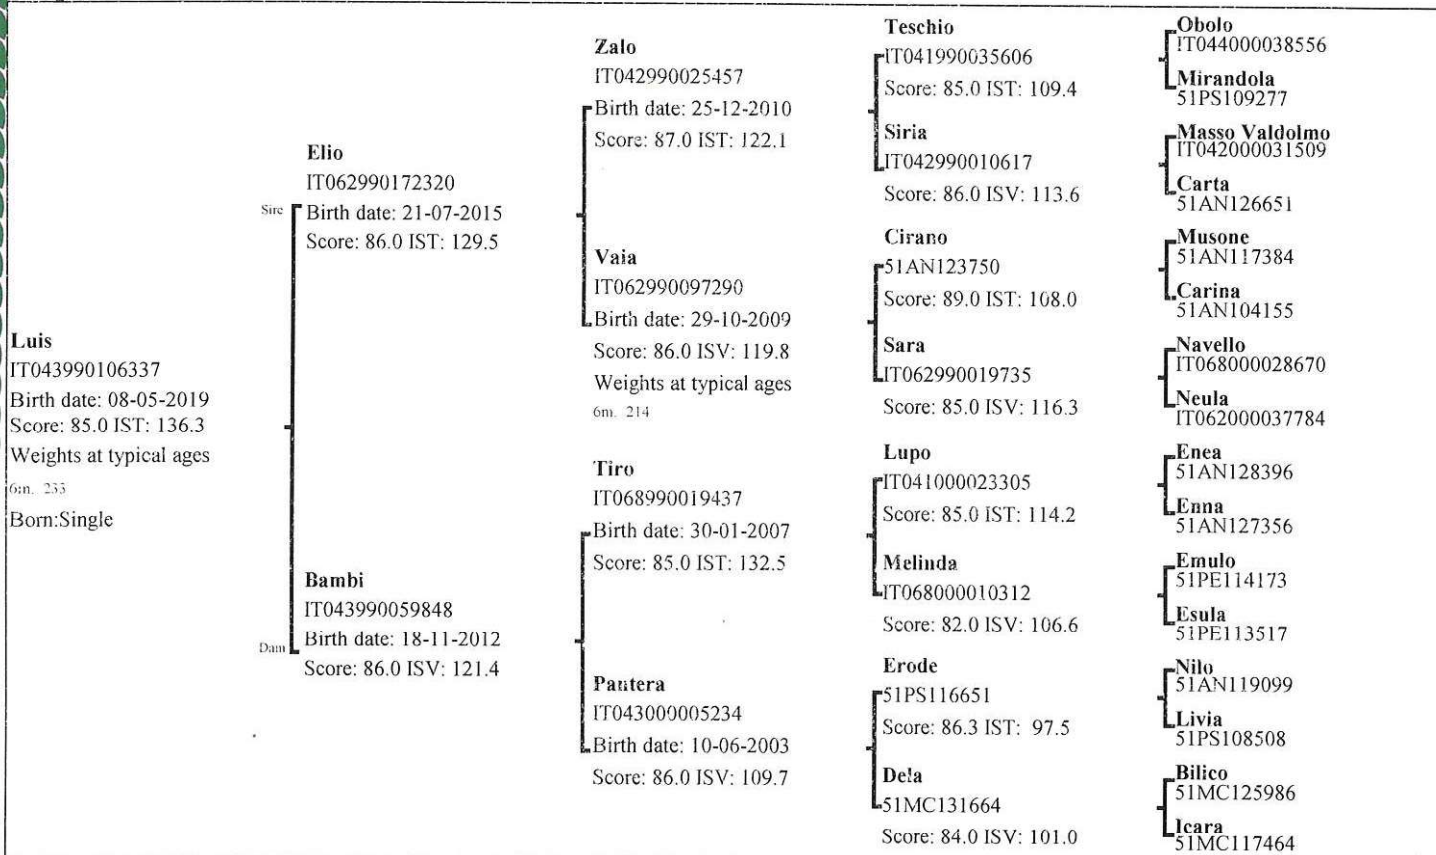 Luis
IT043990106337
Birth date: 08-05-2019
Score: 85.0 IST: 136.3
Weights at typical ages
6m. 233
Born:Single
Sire
Elio
IT062990172320
Birth date: 21-07-2015
Score: 86.0 IST: 129.5
Dam
Bambi
IT043990059848
Birth date: 18-11-2012
Score: 86.0 ISV: 121.4
Zalo
IT042990025457
Birth date: 25-12-2010
Score: 87.0 IST: 122.1
Vaia
IT062990097290
Birth date: 29-10-2009
Score: 86.0 ISV: 119.8
Weights at typical ages
6m. 214
Tiro
IT068990019437
Birth date: 30-01-2007
Score: 85.0 IST: 132.5
Pantera
IT043000005234
Birth date: 10-06-2003
Score: 86.0 ISV: 109.7
Teschio
IT041990035606
Score: 85.0 IST: 109.4
Siria
IT042990010617
Score: 86.0 ISV: 113.6
Cirano
51AN123750
Score: 89.0 IST: 108.0
Sara
IT062990019735
Score: 85.0 ISV: 116.3
Lupo
IT041000023305
Score: 85.0 IST: 114.2
Melinda
IT068000010312
Score: 82.0 ISV: 106.6
Erode
51PS116651
Score: 86.3 IST: 97.5
Dela
51MC131664
Score: 84.0 ISV: 101.0
Obolo
IT044000038556
Mirandola
51PS109277
Masso Valdolmo
IT042000031509
Carta
51AN126651
Musone
51AN117384
Carina
51AN104155
Navello
IT068000028670
Neula
IT062000037784
Enea
51AN128396
Enna
51AN127356
Emulo
51PE114173
Esula
51PE113517
Nilo
51AN119099
Livia
51PS108508
Bilico
51MC125986
Icara
51MC117464